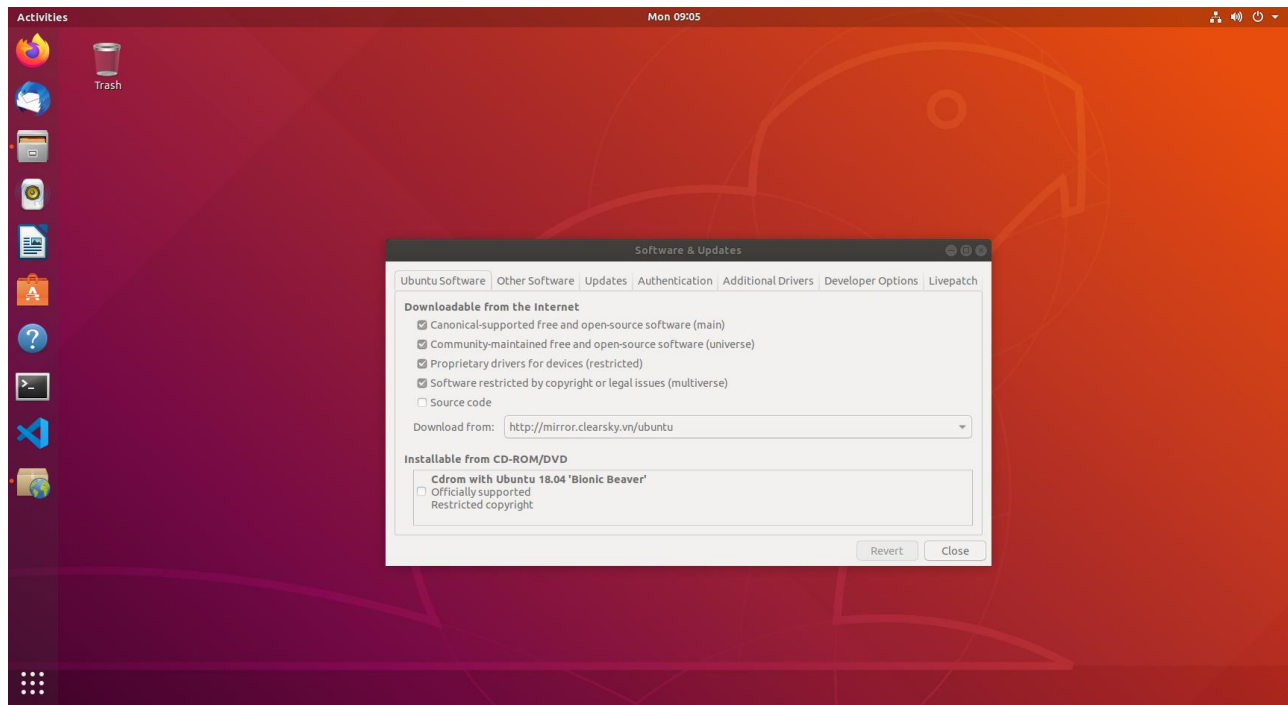 Activities
Mon 09:05
Trash
Software & Updates
Ubuntu Software Other Software Updates Authentication Additional Drivers Developer Options Livepatch
Downloadable from the Internet
Canonical-supported free and open-source software (main)
Community-maintained free and open-source software (universe)
Proprietary drivers for devices (restricted)
Software restricted by copyright or legal issues (multiverse)
Source code
Download from: http://mirror.clearsky.vn/ubuntu
Installable from CD-ROM/DVD
Cdrom with Ubuntu 18.04 'Bionic Beaver'
Officially supported
Restricted copyright
Revert Close